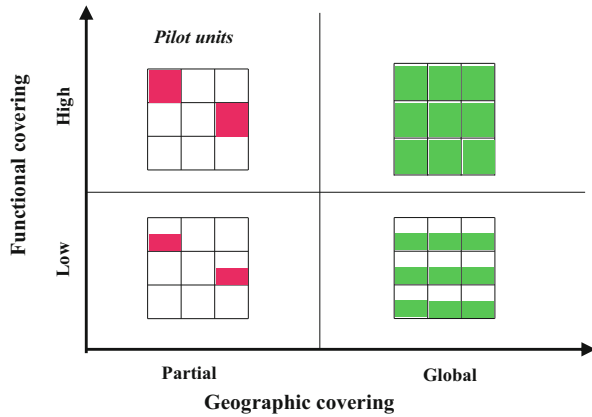 Pilot units
Functional covering
High
Low
Partial
Global
Geographic covering